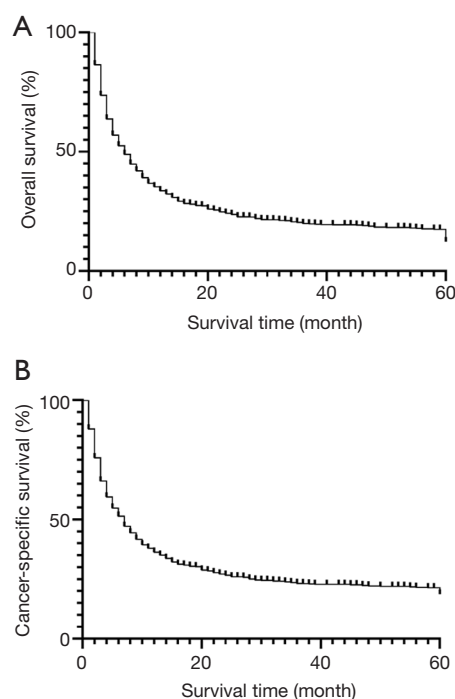 A
100
50
0
Overall survival (%)
0 20 40 60
Survival time (month)
B
100
50
0
Cancer-specific survival (%)
0 20 40 60
Survival time (month)